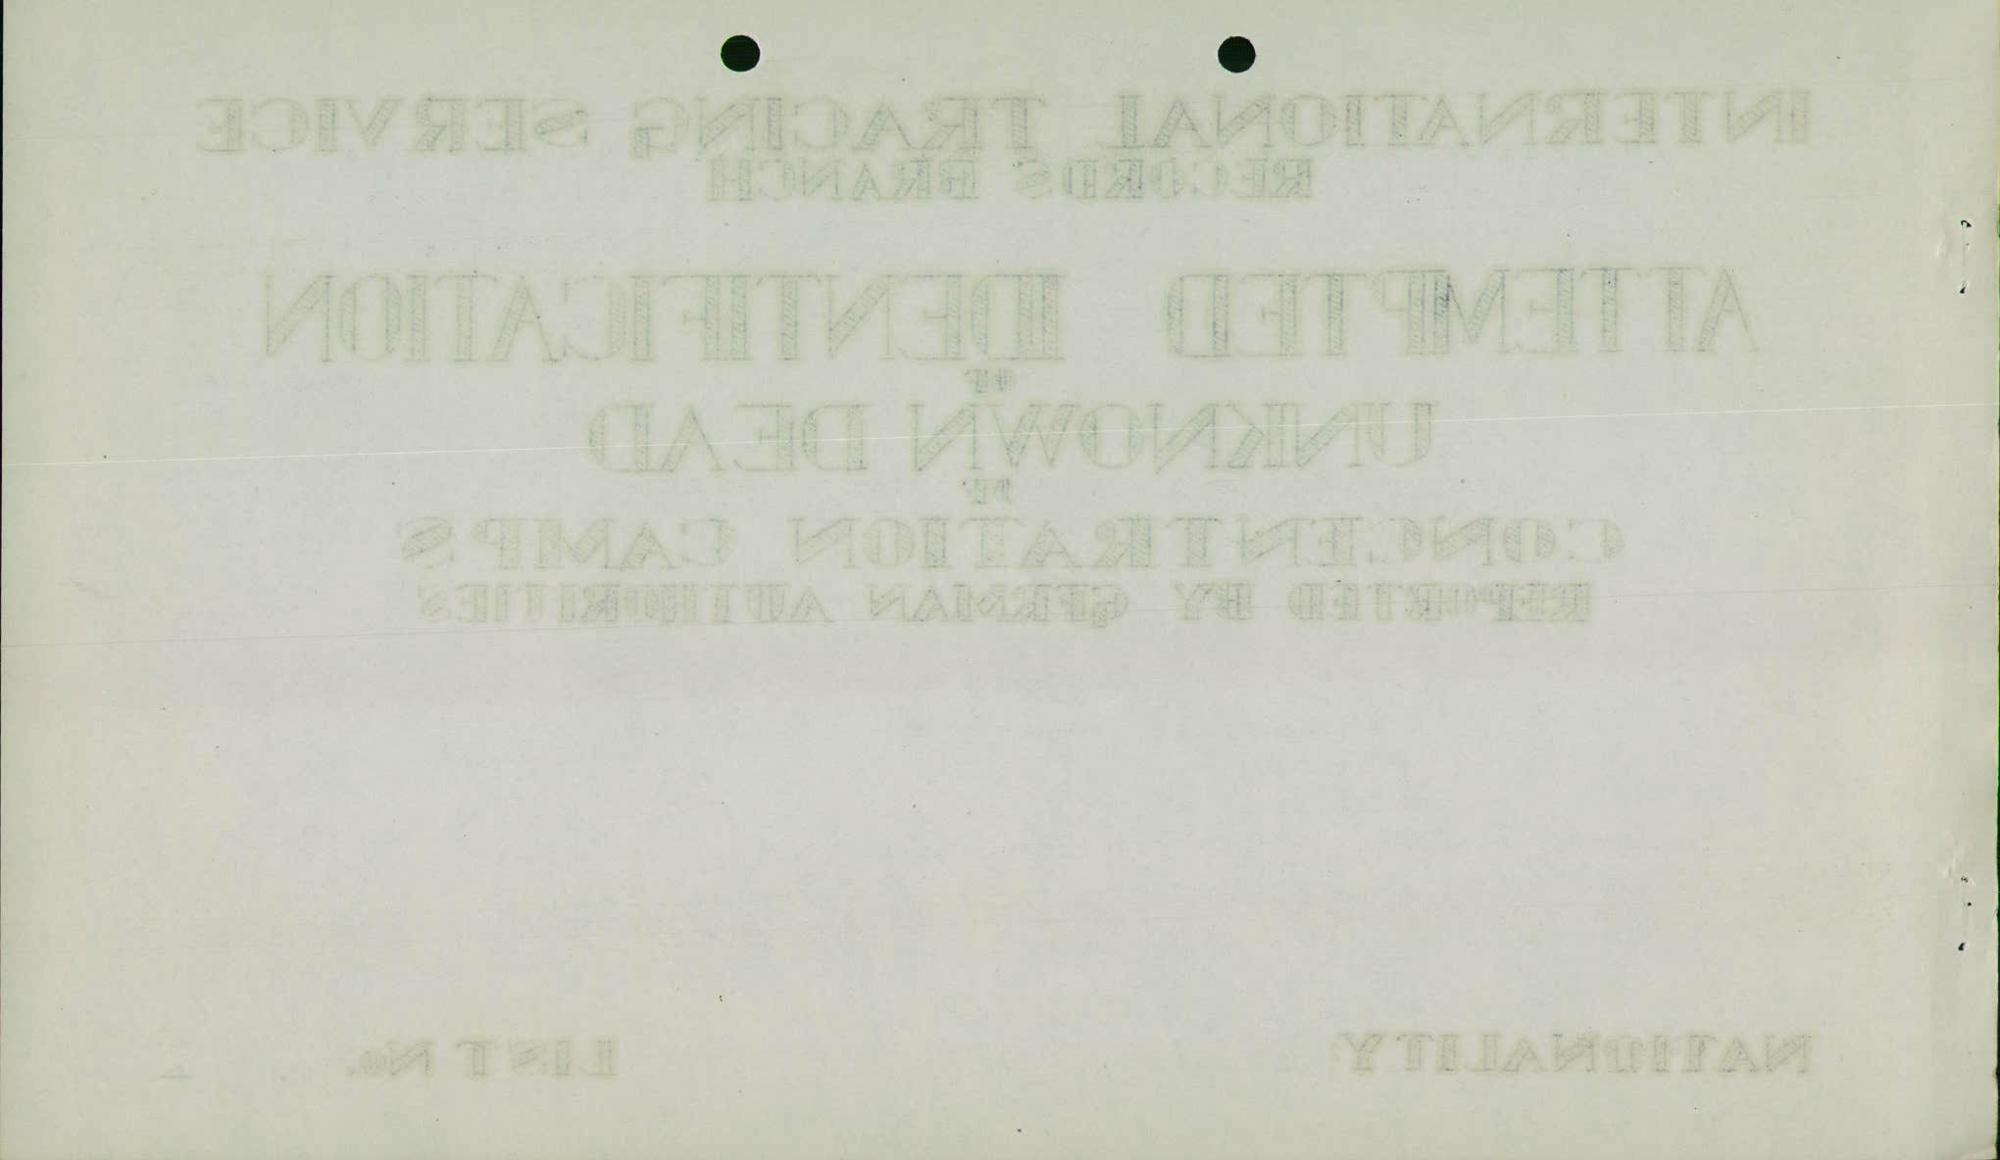 INTERNATIONAL TRACING SERVICE
RECORDS BRANCH
ATTEMPTED IDENTIFICATION
OF
UNKNOWN DEAD
OF
CONCENTRATION CAMPS
REPORTED BY GERMAN AUTHORITIES
NATIONALITY LIST No.